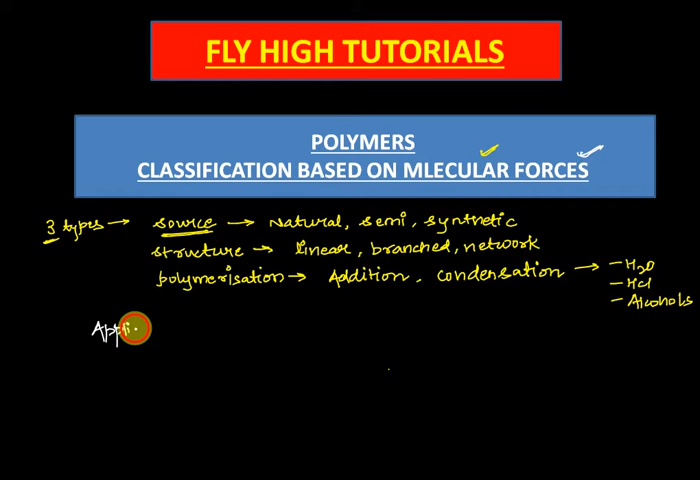 FLY HIGH TUTORIALS
POLYMERS
CLASSIFICATION BASED ON MLECULAR FORCES
3 types → source → Natural, semi, synthetic
structure → linear, branched, network
polymerisation → Addition, condensation → – H2O
– HCl
– Alcohols
Appli